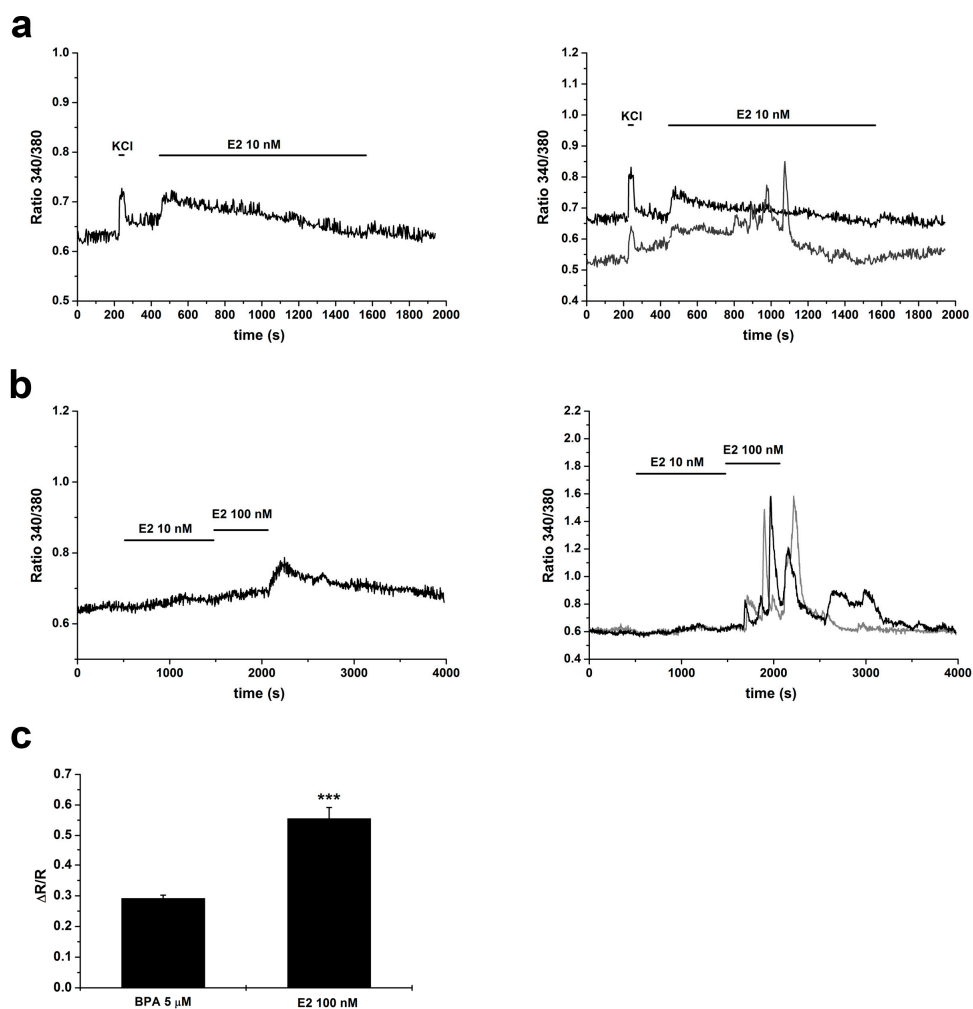 a
1.0
0.9
0.8
0.7
0.6
0.5
Ratio 340/380
KCl
E2 10 nM
0 200 400 600 800 1000 1200 1400 1600 1800 2000
time (s)
1.2
1.1
1.0
0.9
0.8
0.7
0.6
0.5
0.4
Ratio 340/380
KCl
E2 10 nM
0 200 400 600 800 1000 1200 1400 1600 1800 2000
time (s)
b
1.2
1.0
0.8
0.6
Ratio 340/380
E2 10 nM
E2 100 nM
0 1000 2000 3000 4000
time (s)
2.2
2.0
1.8
1.6
1.4
1.2
1.0
0.8
0.6
0.4
Ratio 340/380
E2 10 nM
E2 100 nM
0 1000 2000 3000 4000
time (s)
c
0.7
0.6
0.5
0.4
0.3
0.2
0.1
0.0
ΔR/R
***
BPA 5 μM
E2 100 nM